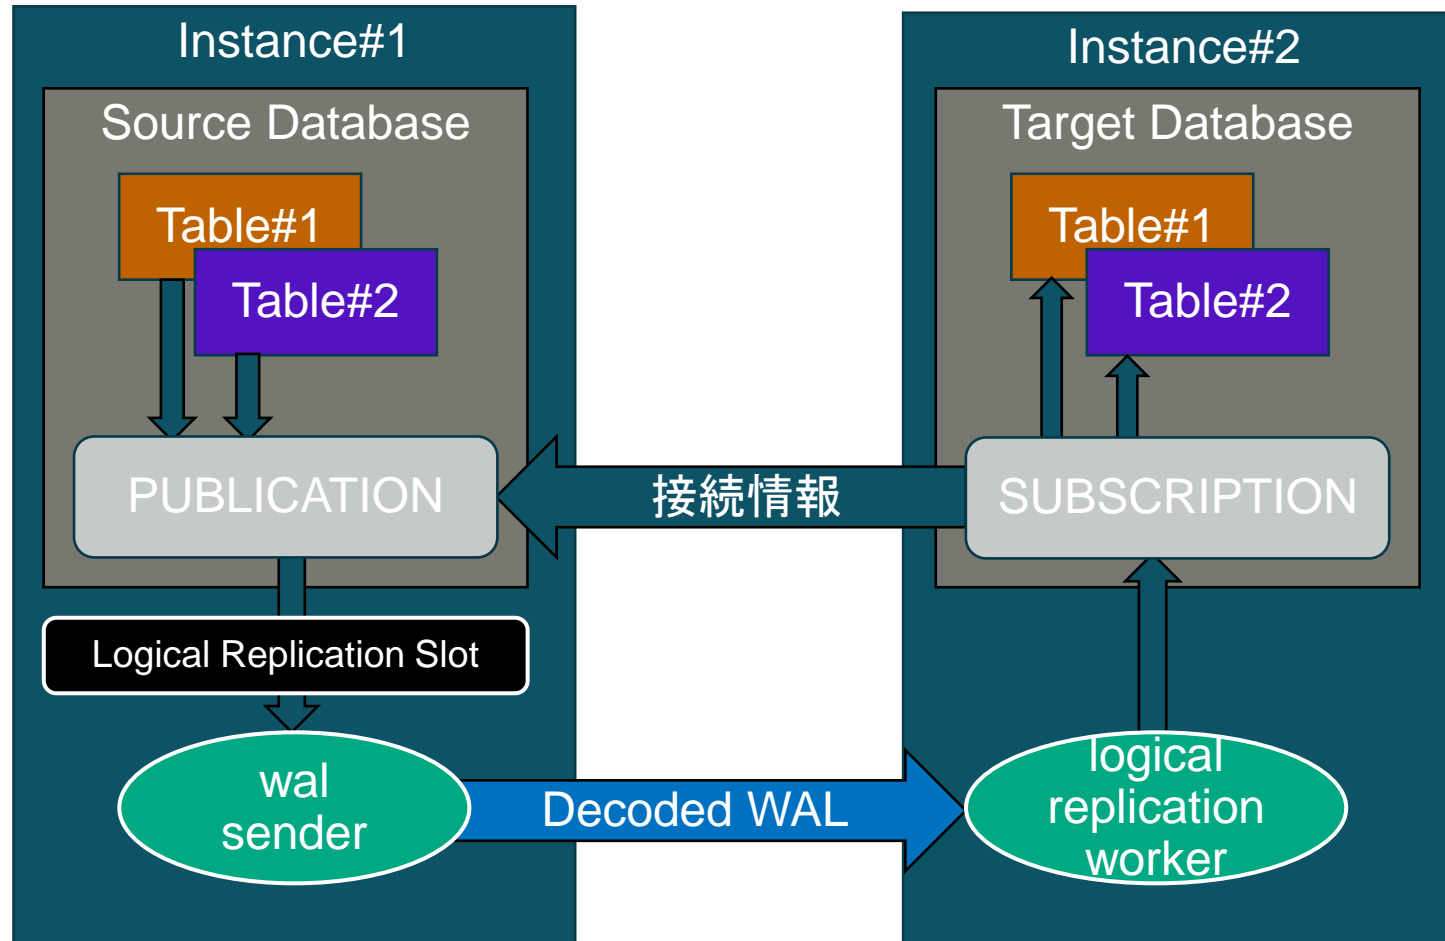 Instance#1
Source Database
Table#1
Table#2
PUBLICATION
Logical Replication Slot
wal
sender
接続情報
Decoded WAL
Instance#2
Target Database
Table#1
Table#2
SUBSCRIPTION
logical
replication
worker